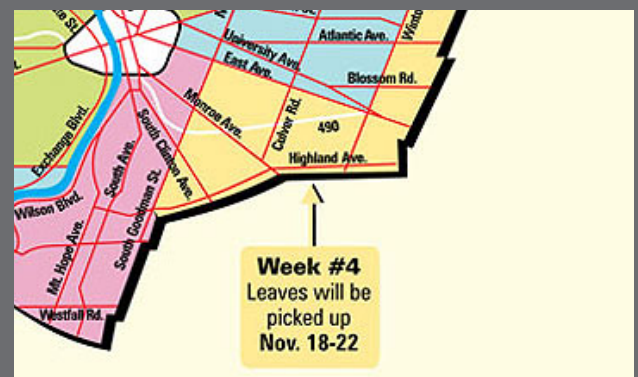 te St.
Atlantic Ave.
University Ave.
East Ave.
Blossom Rd.
Monroe Ave.
Culver Rd.
490
Exchange Blvd.
South Clinton Ave.
Highland Ave.
South Ave.
Wilson Blvd.
South Goodman St.
Mt. Hope Ave.
Westfall Rd.
Week #4
Leaves will be
picked up
Nov. 18-22